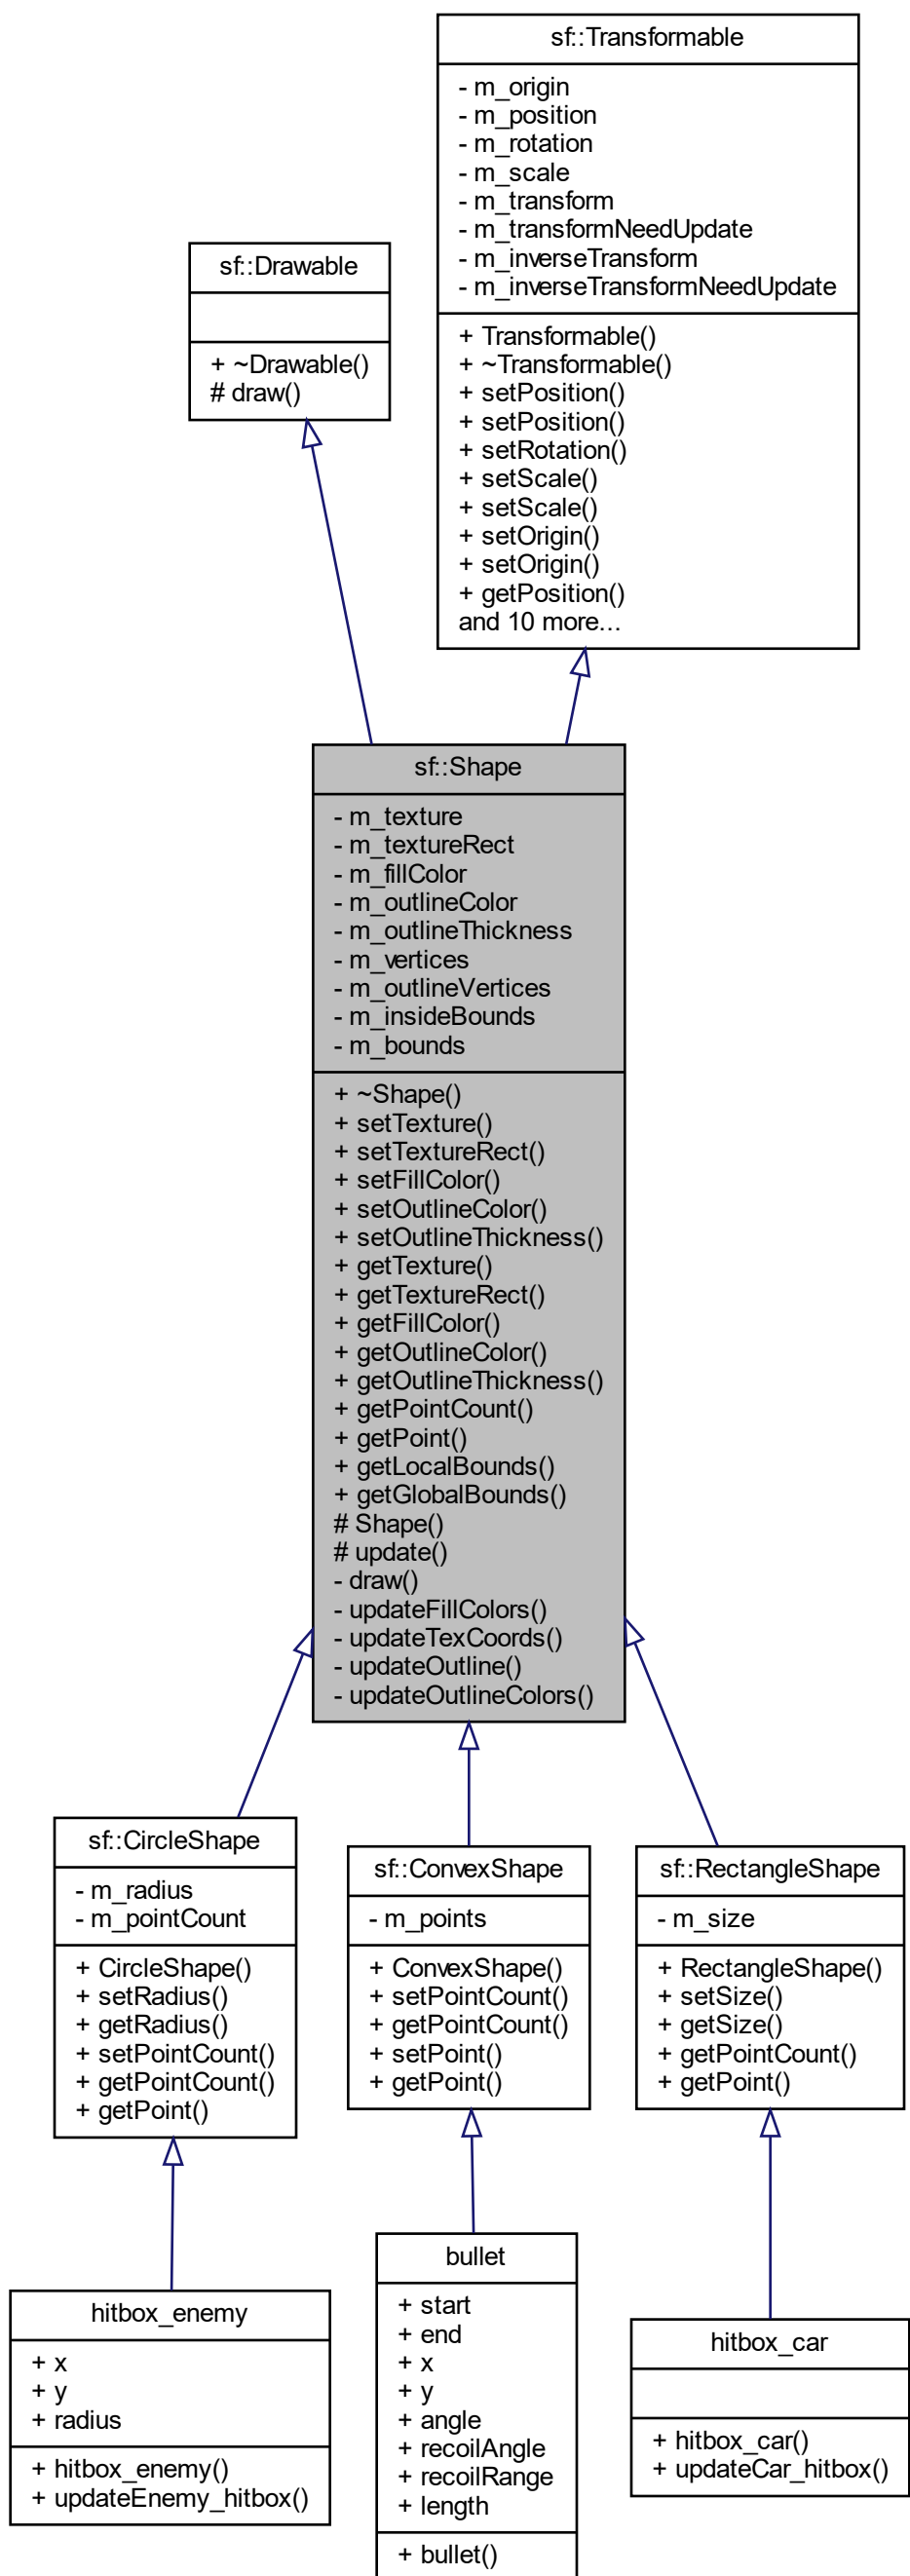 sf::Transformable
- m_origin
- m_position
- m_rotation
- m_scale
- m_transform
- m_transformNeedUpdate
- m_inverseTransform
- m_inverseTransformNeedUpdate
+ Transformable()
+ ~Transformable()
+ setPosition()
+ setPosition()
+ setRotation()
+ setScale()
+ setScale()
+ setOrigin()
+ setOrigin()
+ getPosition()
and 10 more...
sf::Drawable
+ ~Drawable()
# draw()
sf::Shape
- m_texture
- m_textureRect
- m_fillColor
- m_outlineColor
- m_outlineThickness
- m_vertices
- m_outlineVertices
- m_insideBounds
- m_bounds
+ ~Shape()
+ setTexture()
+ setTextureRect()
+ setFillColor()
+ setOutlineColor()
+ setOutlineThickness()
+ getTexture()
+ getTextureRect()
+ getFillColor()
+ getOutlineColor()
+ getOutlineThickness()
+ getPointCount()
+ getPoint()
+ getLocalBounds()
+ getGlobalBounds()
# Shape()
# update()
- draw()
- updateFillColors()
- updateTexCoords()
- updateOutline()
- updateOutlineColors()
sf::CircleShape
- m_radius
- m_pointCount
+ CircleShape()
+ setRadius()
+ getRadius()
+ setPointCount()
+ getPointCount()
+ getPoint()
sf::ConvexShape
- m_points
+ ConvexShape()
+ setPointCount()
+ getPointCount()
+ setPoint()
+ getPoint()
sf::RectangleShape
- m_size
+ RectangleShape()
+ setSize()
+ getSize()
+ getPointCount()
+ getPoint()
hitbox_enemy
+ x
+ y
+ radius
+ hitbox_enemy()
+ updateEnemy_hitbox()
bullet
+ start
+ end
+ x
+ y
+ angle
+ recoilAngle
+ recoilRange
+ length
+ bullet()
hitbox_car
+ hitbox_car()
+ updateCar_hitbox()